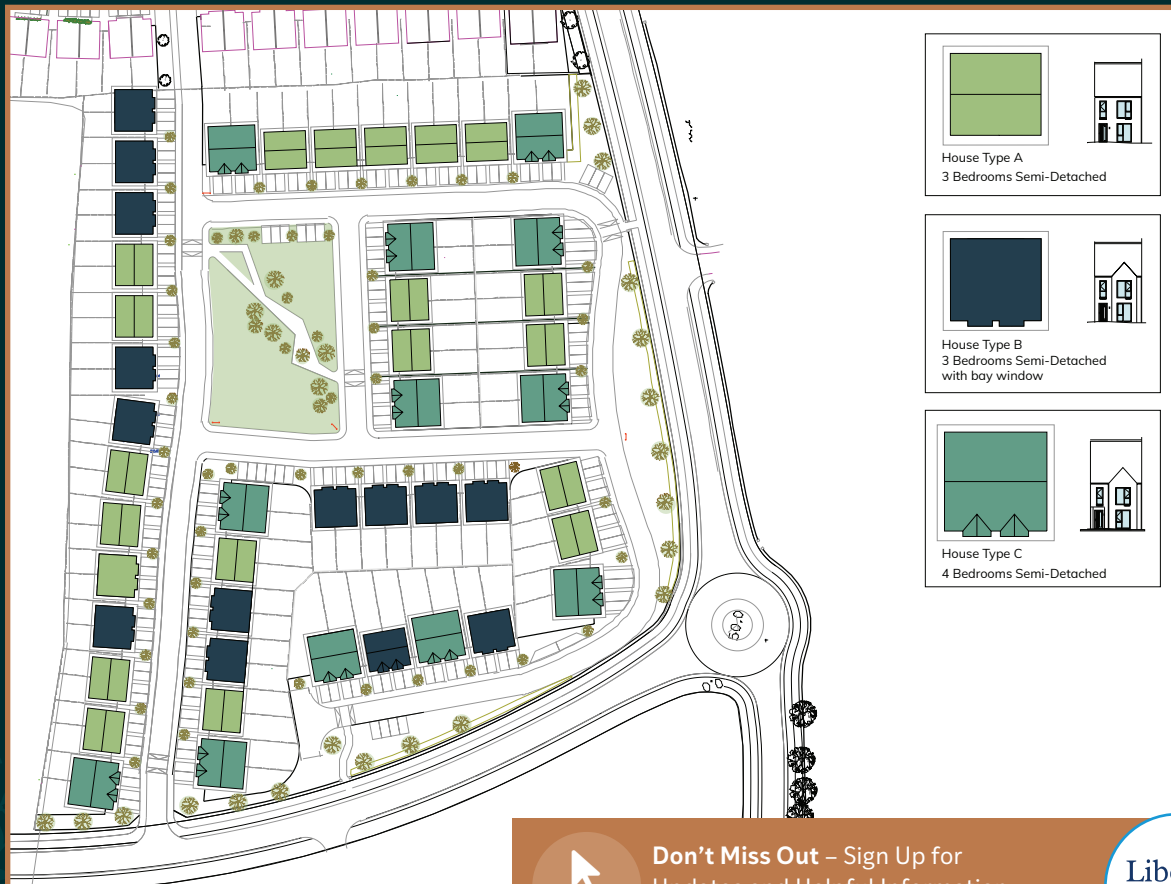 House Type A
3 Bedrooms Semi-Detached
House Type B
3 Bedrooms Semi-Detached
with bay window
House Type C
4 Bedrooms Semi-Detached
50.0
Don't Miss Out – Sign Up for